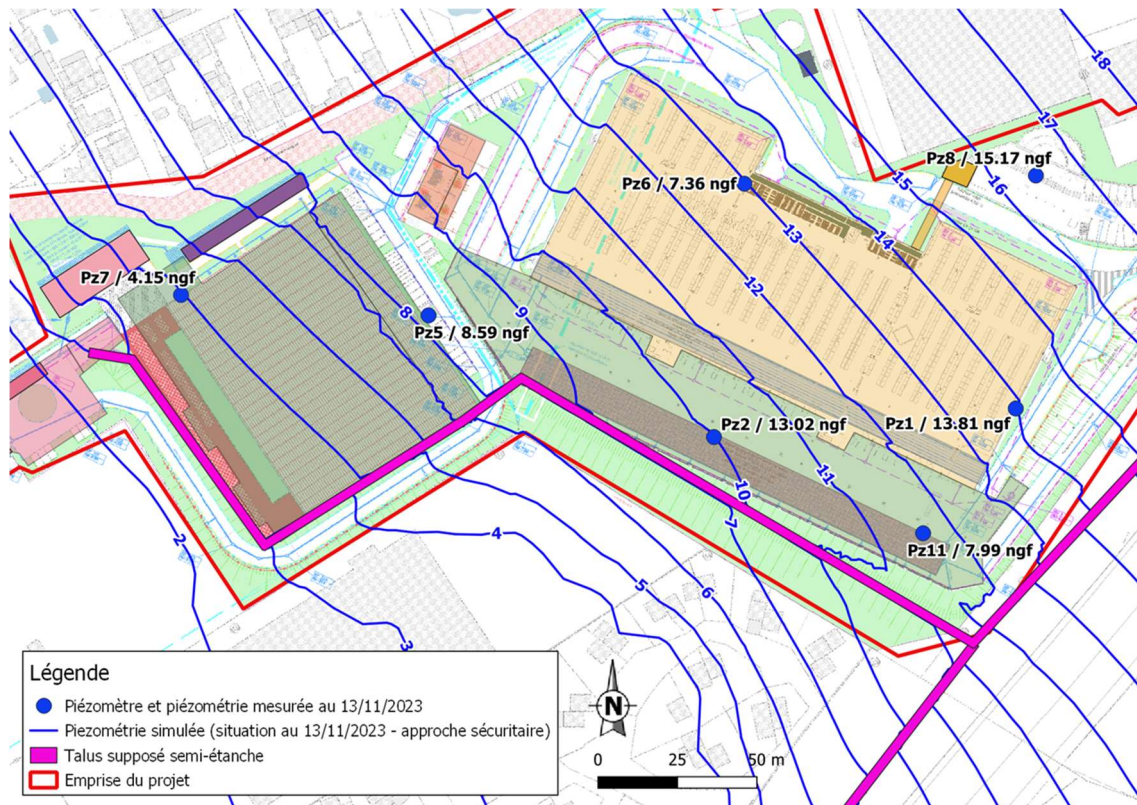 18
17
16
15
14
13
12
Pz8 / 15.17 ngf
Pz6 / 7.36 ngf
Pz7 / 4.15 ngf
8
9
Pz5 / 8.59 ngf
Pz2 / 13.02 ngf
Pz1 / 13.81 ngf
11
10
7
Pz11 / 7.99 ngf
2
4
5
6
3
Légende
Piézomètre et piézométrie mesurée au 13/11/2023
Piezométrie simulée (situation au 13/11/2023 - approche sécuritaire)
Talus supposé semi-étanche
Emprise du projet
N
0 25 50 m